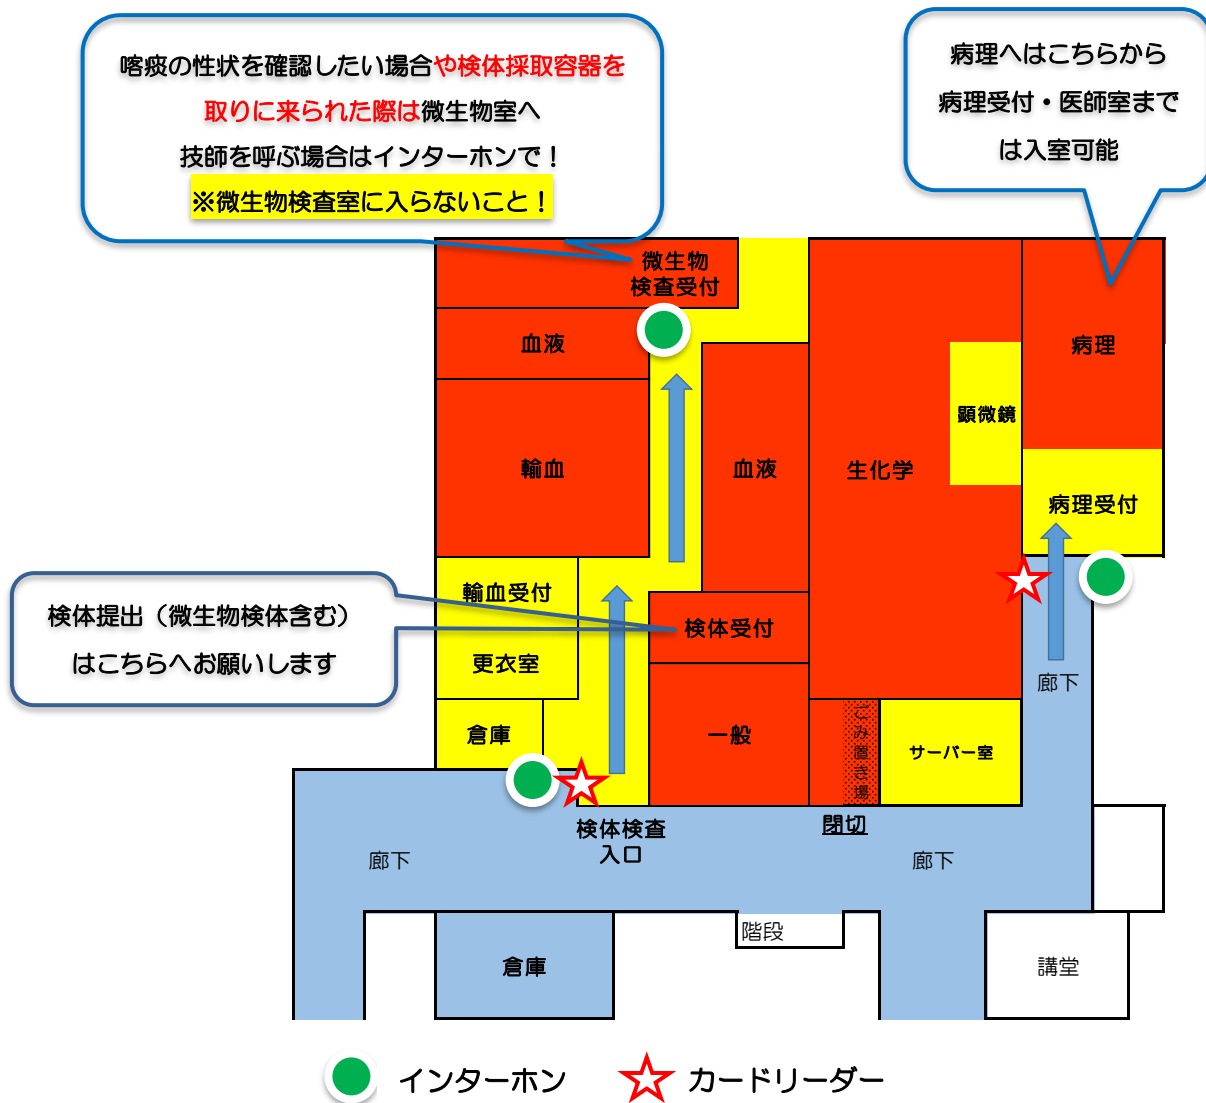 喀痰の性状を確認したい場合や検体採取容器を
取りに来られた際は微生物室へ
技師を呼ぶ場合はインターホンで！
※微生物検査室に入らないこと！
病理へはこちらから
病理受付・医師室まで
は入室可能
微生物
検査受付
血液
病理
顕微鏡
輸血
血液
生化学
病理受付
輸血受付
検体提出（微生物検体含む）
はこちらへお願いします
検体受付
更衣室
廊下
倉庫
一般
ごみ置き場
サーバー室
検体検査
入口
閉切
廊下
廊下
階段
倉庫
講堂
インターホン
カードリーダー